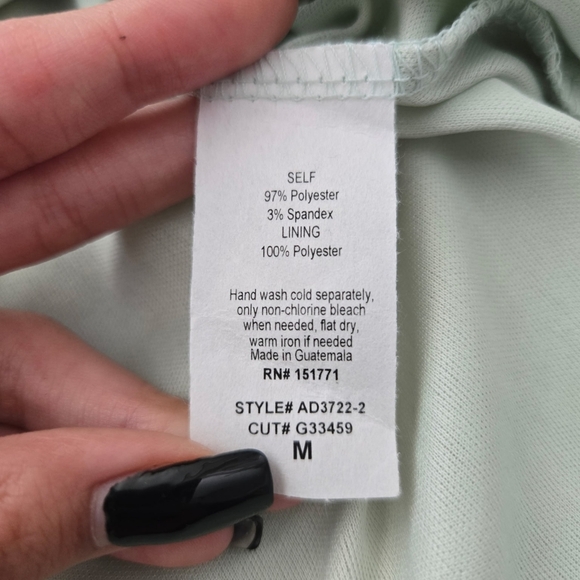 SELF
97% Polyester
3% Spandex
LINING
100% Polyester
Hand wash cold separately,
only non-chlorine bleach
when needed, flat dry,
warm iron if needed
Made in Guatemala
RN# 151771
STYLE# AD3722-2
CUT# G33459
M